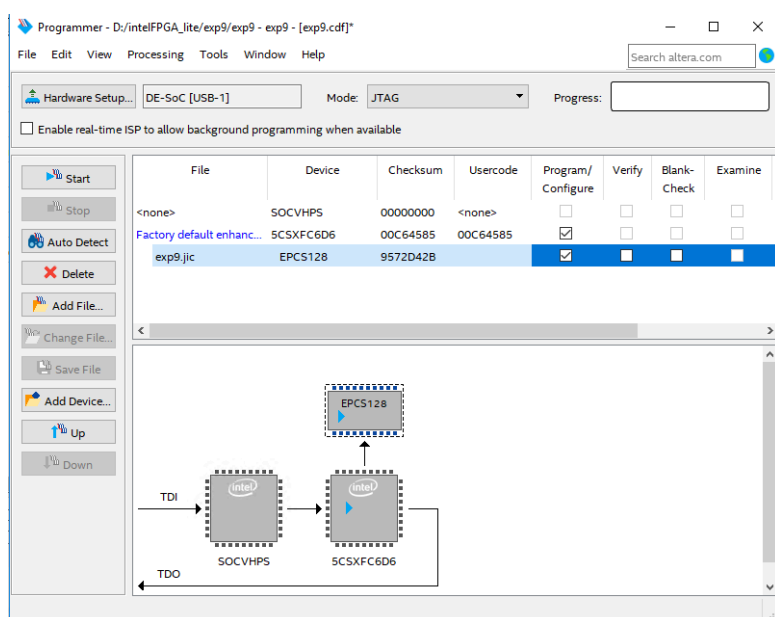 Programmer - D:/intelFPGA_lite/exp9/exp9 - exp9 - [exp9.cdf]*
File Edit View Processing Tools Window Help
Search altera.com
Hardware Setup... DE-SoC [USB-1] Mode: JTAG Progress:
Enable real-time ISP to allow background programming when available
Start
Stop
Auto Detect
Delete
Add File...
Change File...
Save File
Add Device...
Up
Down
File Device Checksum Usercode Program/ Configure Verify Blank- Check Examine
<none> SOCVHPS 00000000 <none>
Factory default enhanc... 5CSXFC6D6 00C64585 00C64585
exp9.jic EPCS128 9572D42B
EPCS128
intel
intel
TDI
SOCVHPS
5CSXFC6D6
TDO